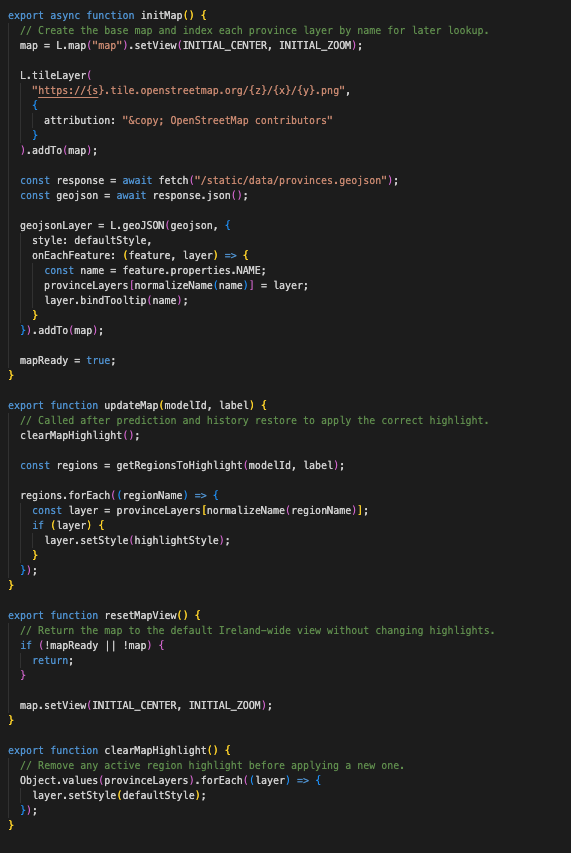 export async function initMap() {
  // Create the base map and index each province layer by name for later lookup.
  map = L.map("map").setView(INITIAL_CENTER, INITIAL_ZOOM);

  L.tileLayer(
    "https://{s}.tile.openstreetmap.org/{z}/{x}/{y}.png",
    {
      attribution: "&copy; OpenStreetMap contributors"
    }
  ).addTo(map);

  const response = await fetch("/static/data/provinces.geojson");
  const geojson = await response.json();

  geojsonLayer = L.geoJSON(geojson, {
    style: defaultStyle,
    onEachFeature: (feature, layer) => {
      const name = feature.properties.NAME;
      provinceLayers[normalizeName(name)] = layer;
      layer.bindTooltip(name);
    }
  }).addTo(map);

  mapReady = true;
}

export function updateMap(modelId, label) {
  // Called after prediction and history restore to apply the correct highlight.
  clearMapHighlight();

  const regions = getRegionsToHighlight(modelId, label);

  regions.forEach((regionName) => {
    const layer = provinceLayers[normalizeName(regionName)];
    if (layer) {
      layer.setStyle(highlightStyle);
    }
  });
}

export function resetMapView() {
  // Return the map to the default Ireland-wide view without changing highlights.
  if (!mapReady || !map) {
    return;
  }

  map.setView(INITIAL_CENTER, INITIAL_ZOOM);
}

export function clearMapHighlight() {
  // Remove any active region highlight before applying a new one.
  Object.values(provinceLayers).forEach((layer) => {
    layer.setStyle(defaultStyle);
  });
}